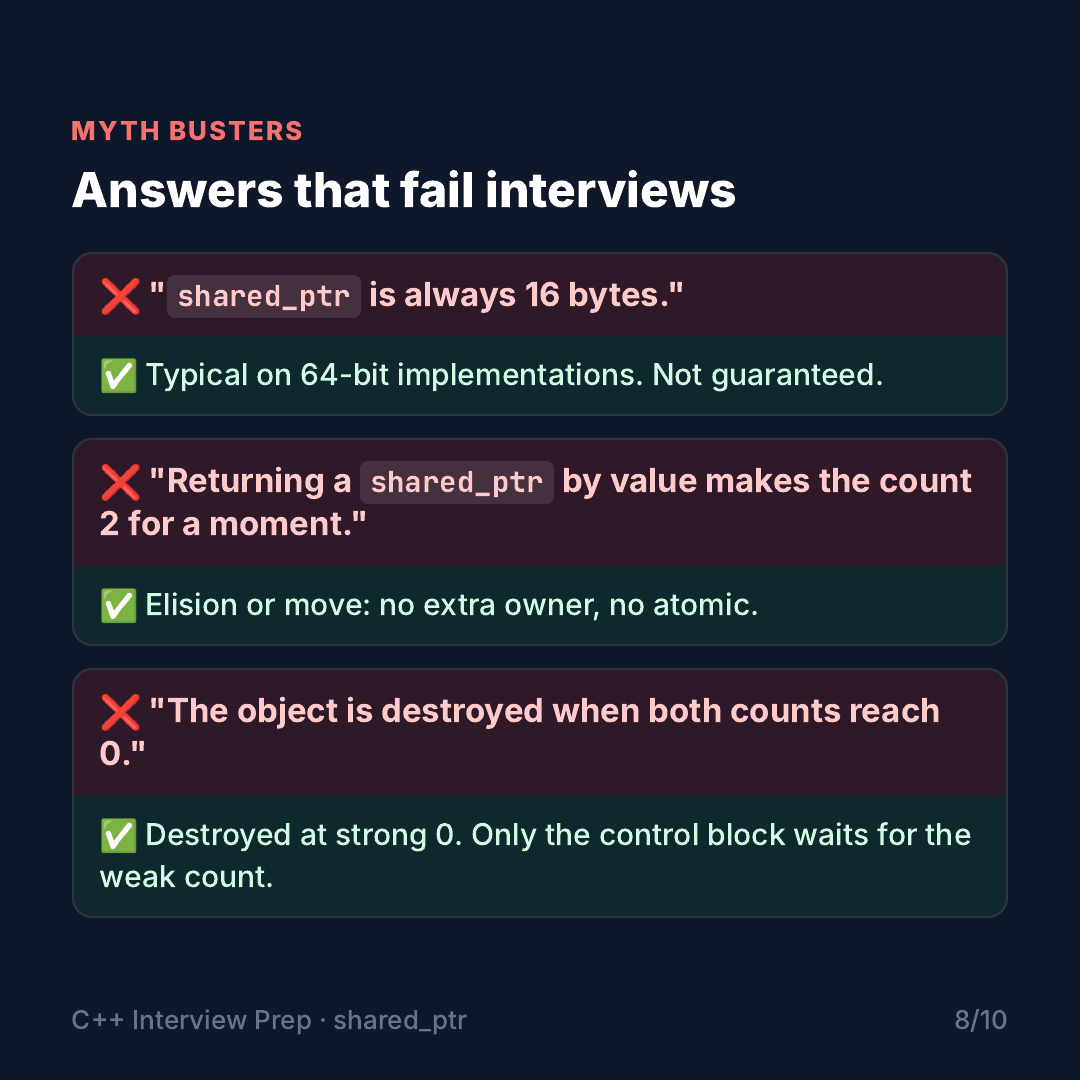 MYTH BUSTERS
Answers that fail interviews
❌ "shared_ptr is always 16 bytes."
✅ Typical on 64-bit implementations. Not guaranteed.
❌ "Returning a shared_ptr by value makes the count
2 for a moment."
✅ Elision or move: no extra owner, no atomic.
❌ "The object is destroyed when both counts reach
0."
✅ Destroyed at strong 0. Only the control block waits for the
weak count.
C++ Interview Prep · shared_ptr
8/10